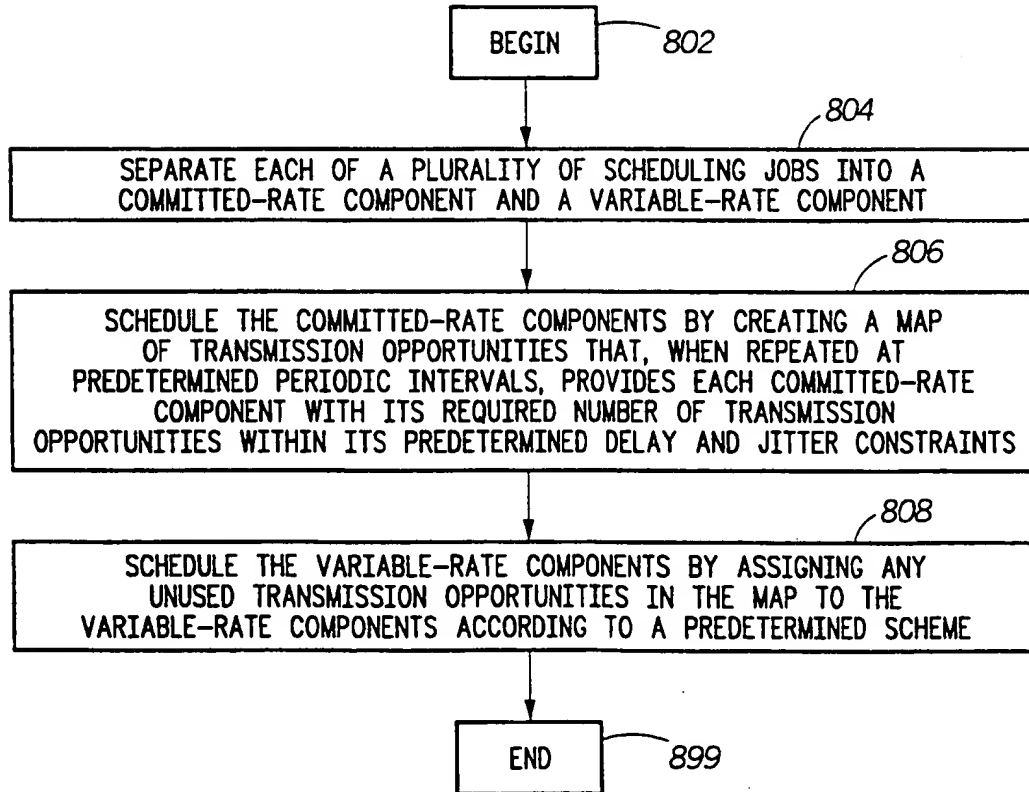 BEGIN
802
804
SEPARATE EACH OF A PLURALITY OF SCHEDULING JOBS INTO A
COMMITTED-RATE COMPONENT AND A VARIABLE-RATE COMPONENT
806
SCHEDULE THE COMMITTED-RATE COMPONENTS BY CREATING A MAP
OF TRANSMISSION OPPORTUNITIES THAT, WHEN REPEATED AT
PREDETERMINED PERIODIC INTERVALS, PROVIDES EACH COMMITTED-RATE
COMPONENT WITH ITS REQUIRED NUMBER OF TRANSMISSION
OPPORTUNITIES WITHIN ITS PREDETERMINED DELAY AND JITTER CONSTRAINTS
808
SCHEDULE THE VARIABLE-RATE COMPONENTS BY ASSIGNING ANY
UNUSED TRANSMISSION OPPORTUNITIES IN THE MAP TO THE
VARIABLE-RATE COMPONENTS ACCORDING TO A PREDETERMINED SCHEME
END
899